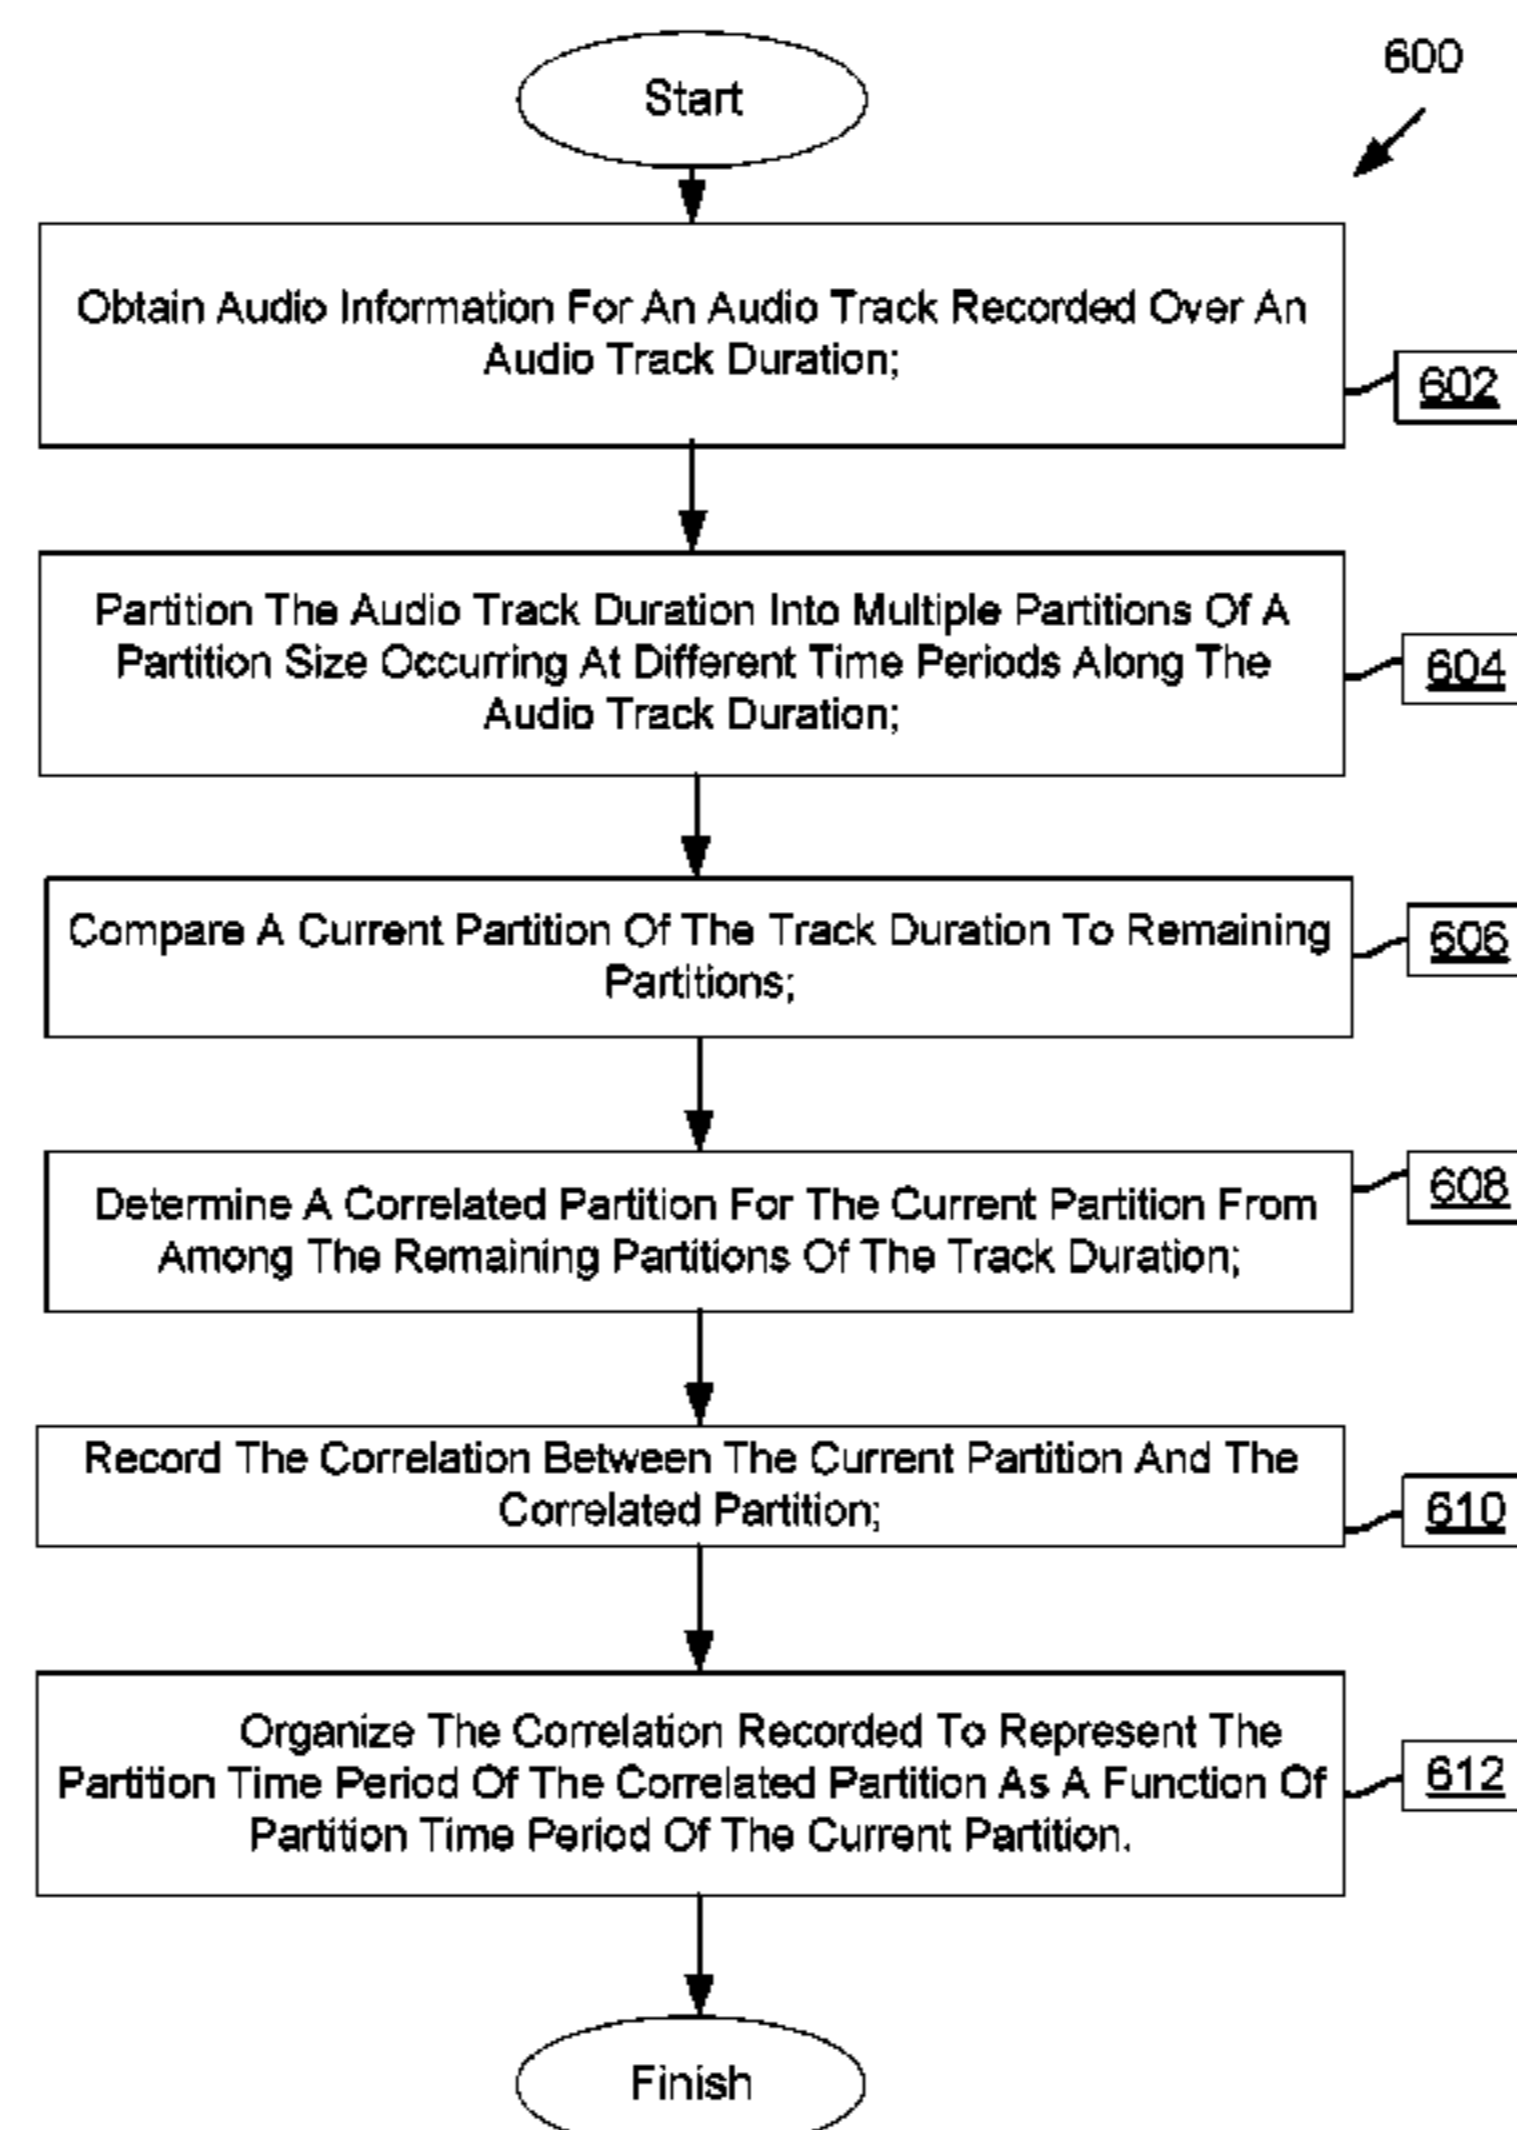 600
Start
Obtain Audio Information For An Audio Track Recorded Over An
Audio Track Duration;
602
Partition The Audio Track Duration Into Multiple Partitions Of A
Partition Size Occurring At Different Time Periods Along The
Audio Track Duration;
604
Compare A Current Partition Of The Track Duration To Remaining
Partitions;
606
Determine A Correlated Partition For The Current Partition From
Among The Remaining Partitions Of The Track Duration;
608
Record The Correlation Between The Current Partition And The
Correlated Partition;
610
Organize The Correlation Recorded To Represent The
Partition Time Period Of The Correlated Partition As A Function Of
Partition Time Period Of The Current Partition.
612
Finish